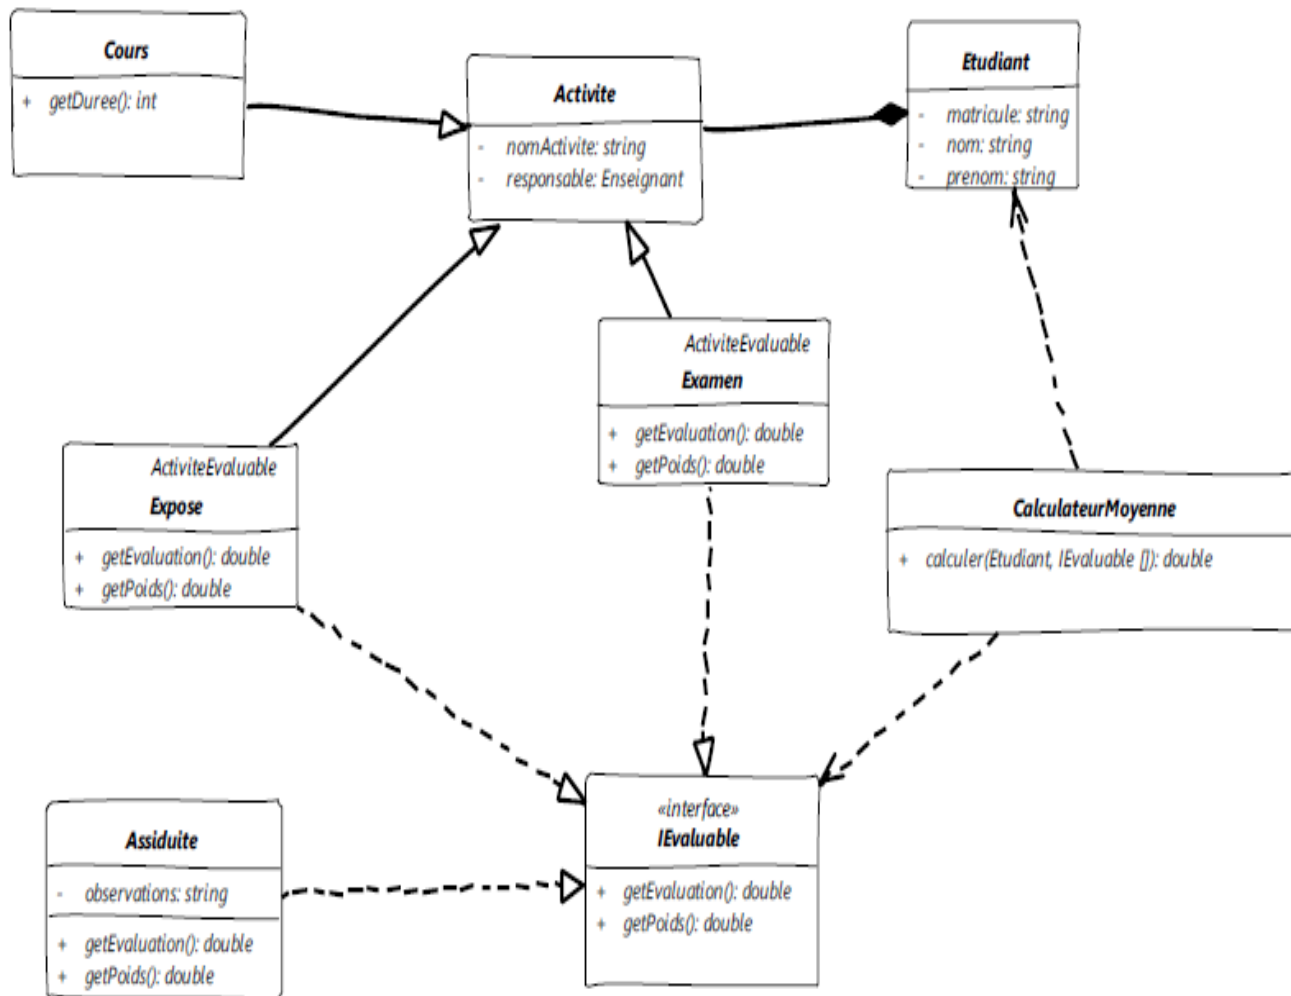 Cours
+ getDuree(): int
Activite
- nomActivite: string
- responsable: Enseignant
Etudiant
- matricule: string
- nom: string
- prenom: string
ActiviteEvaluable
Examen
+ getEvaluation(): double
+ getPoids(): double
ActiviteEvaluable
Expose
+ getEvaluation(): double
+ getPoids(): double
CalculateurMoyenne
+ calculer(Etudiant, IEvaluable []): double
Assiduite
- observations: string
+ getEvaluation(): double
+ getPoids(): double
«interface»
IEvaluable
+ getEvaluation(): double
+ getPoids(): double